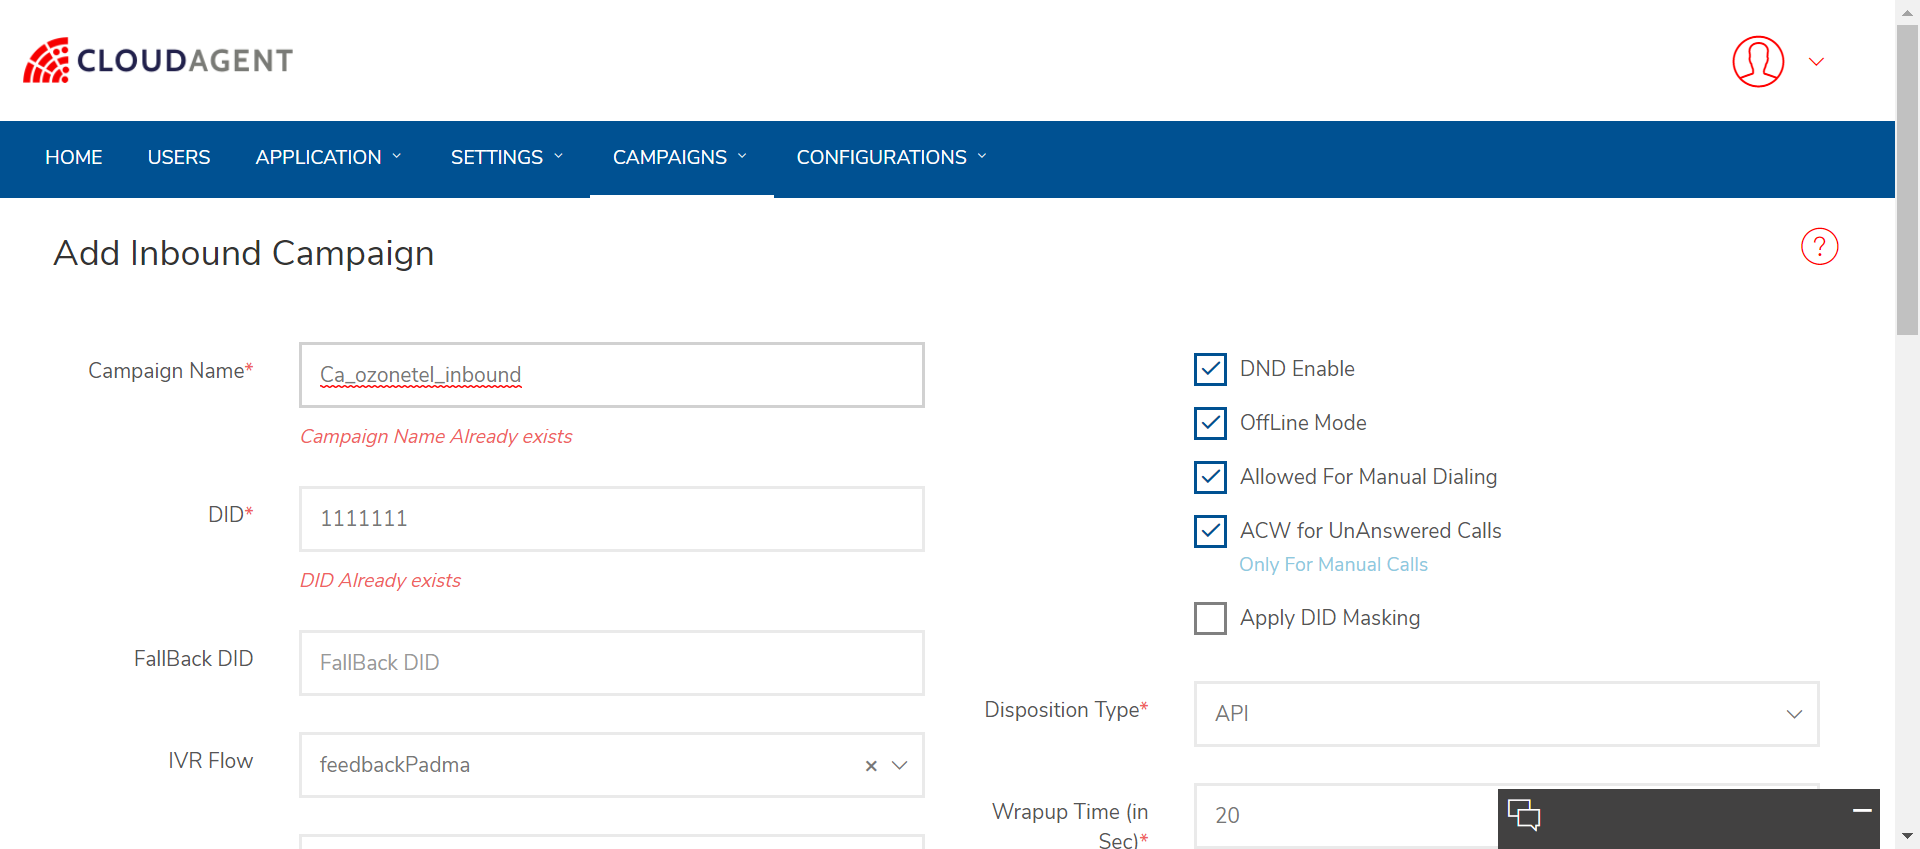 CLOUDAGENT
HOME USERS APPLICATION SETTINGS CAMPAIGNS CONFIGURATIONS
Add Inbound Campaign
?
Campaign Name* Ca_ozonetel_inbound
Campaign Name Already exists
DID* 1111111
DID Already exists
FallBack DID FallBack DID
IVR Flow feedbackPadma ×
DND Enable
OffLine Mode
Allowed For Manual Dialing
ACW for UnAnswered Calls
Only For Manual Calls
Apply DID Masking
Disposition Type* API
Wrapup Time (in
Sec)* 20